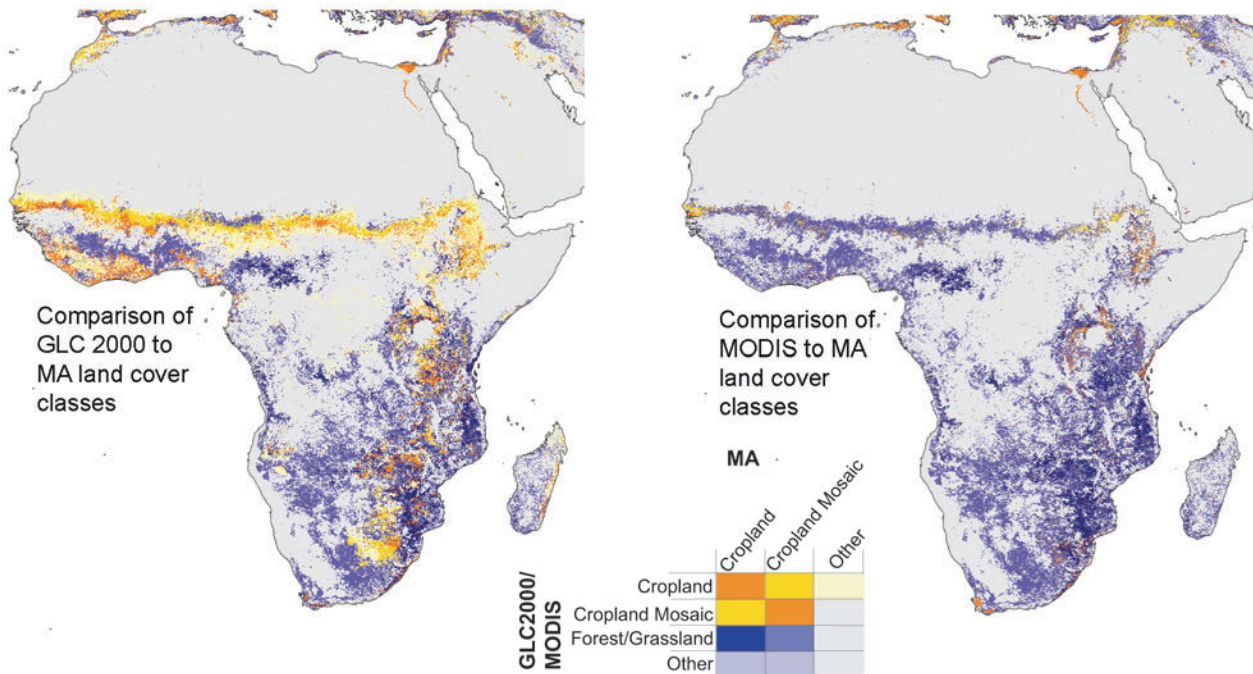 Comparison of
GLC 2000 to
MA land cover
classes
Comparison of
MODIS to MA
land cover
classes
MA
Cropland
Cropland Mosaic
Other
GLC2000/
MODIS
Cropland
Cropland Mosaic
Forest/Grassland
Other